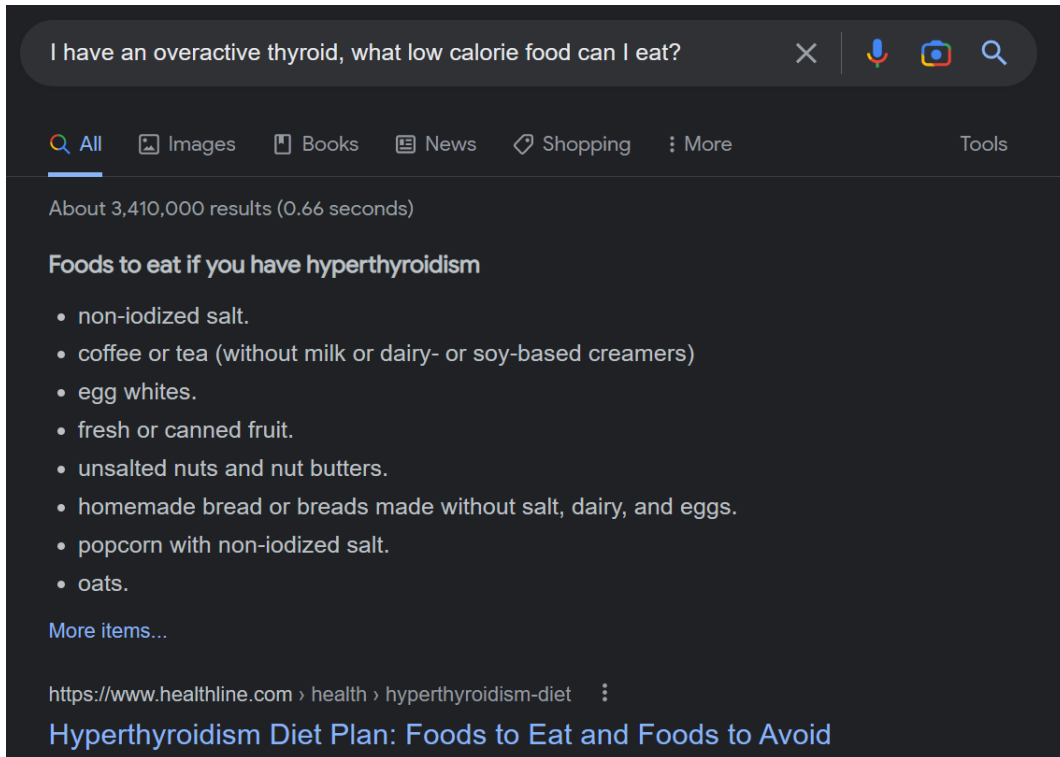 I have an overactive thyroid, what low calorie food can I eat?
All Images Books News Shopping More Tools
About 3,410,000 results (0.66 seconds)
Foods to eat if you have hyperthyroidism
• non-iodized salt.
• coffee or tea (without milk or dairy- or soy-based creamers)
• egg whites.
• fresh or canned fruit.
• unsalted nuts and nut butters.
• homemade bread or breads made without salt, dairy, and eggs.
• popcorn with non-iodized salt.
• oats.
More items...
https://www.healthline.com › health › hyperthyroidism-diet
Hyperthyroidism Diet Plan: Foods to Eat and Foods to Avoid